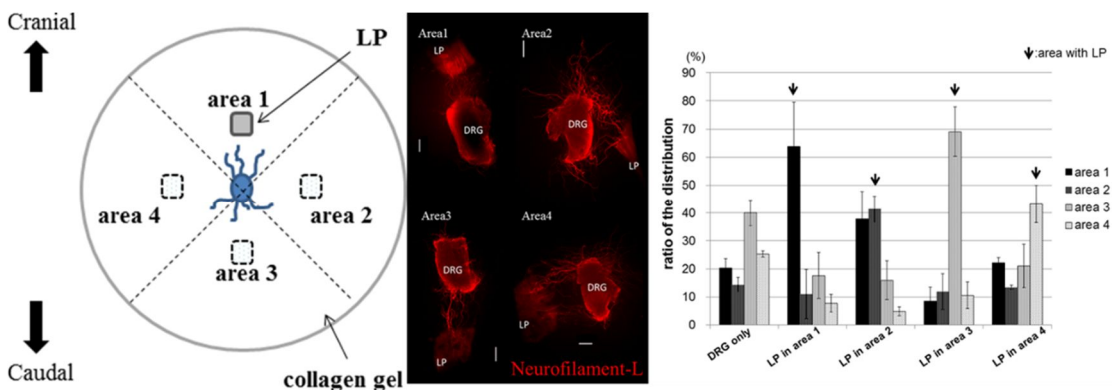 Cranial
LP
area 1
area 4
area 2
area 3
Caudal
collagen gel
Area1
LP
DRG
Area2
DRG
LP
Area3
DRG
LP
Area4
DRG
LP
Neurofilament-L
(%)
↓:area with LP
ratio of the distribution
90
80
70
60
50
40
30
20
10
0
DRG only
LP in area 1
LP in area 2
LP in area 3
LP in area 4
area 1
area 2
area 3
area 4